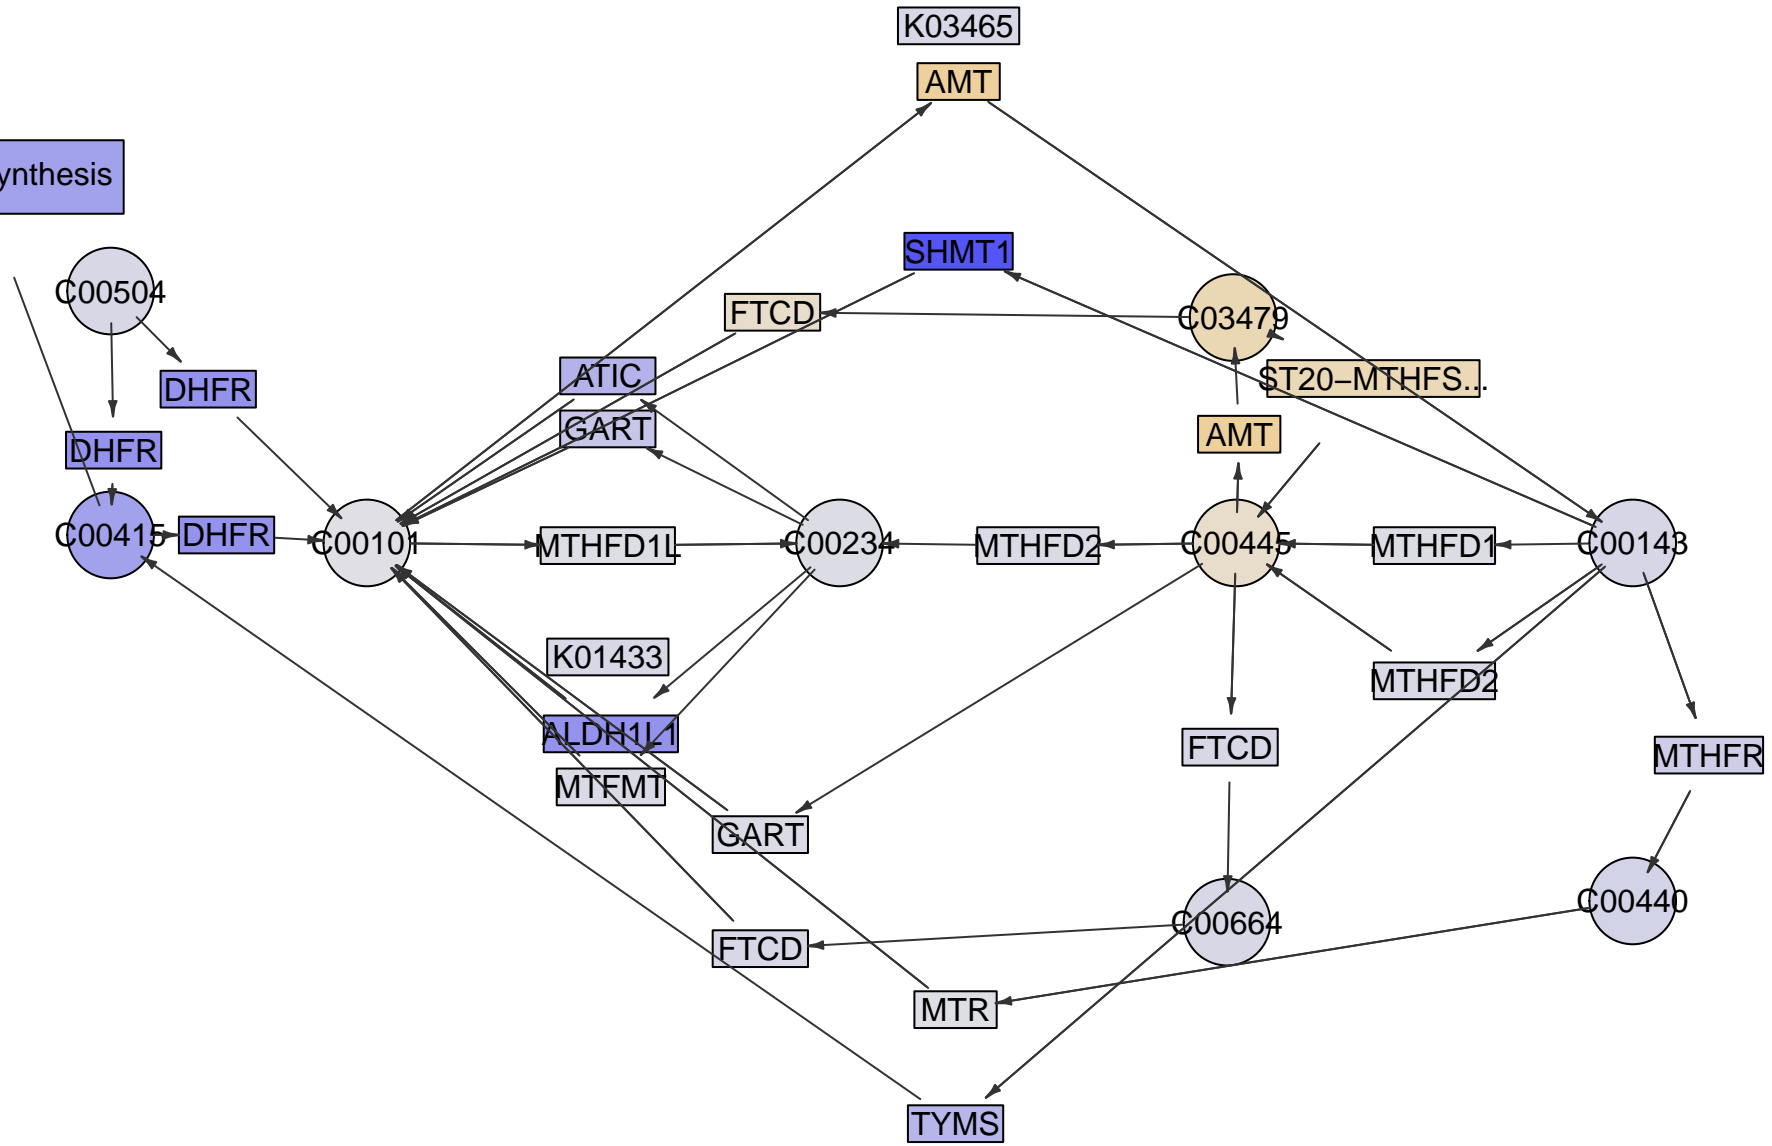 K03465
AMT
ynthesis
SHMT1
C00504
FTCD
C03479
ATIC
ST20−MTHFS...
DHFR
GART
AMT
DHFR
C00415
DHFR
C00101
MTHFD1L
C00234
MTHFD2
C00445
MTHFD1
C00143
K01433
MTHFD2
ALDH1L1
FTCD
MTHFR
MTFMT
GART
C00440
C00664
FTCD
MTR
TYMS